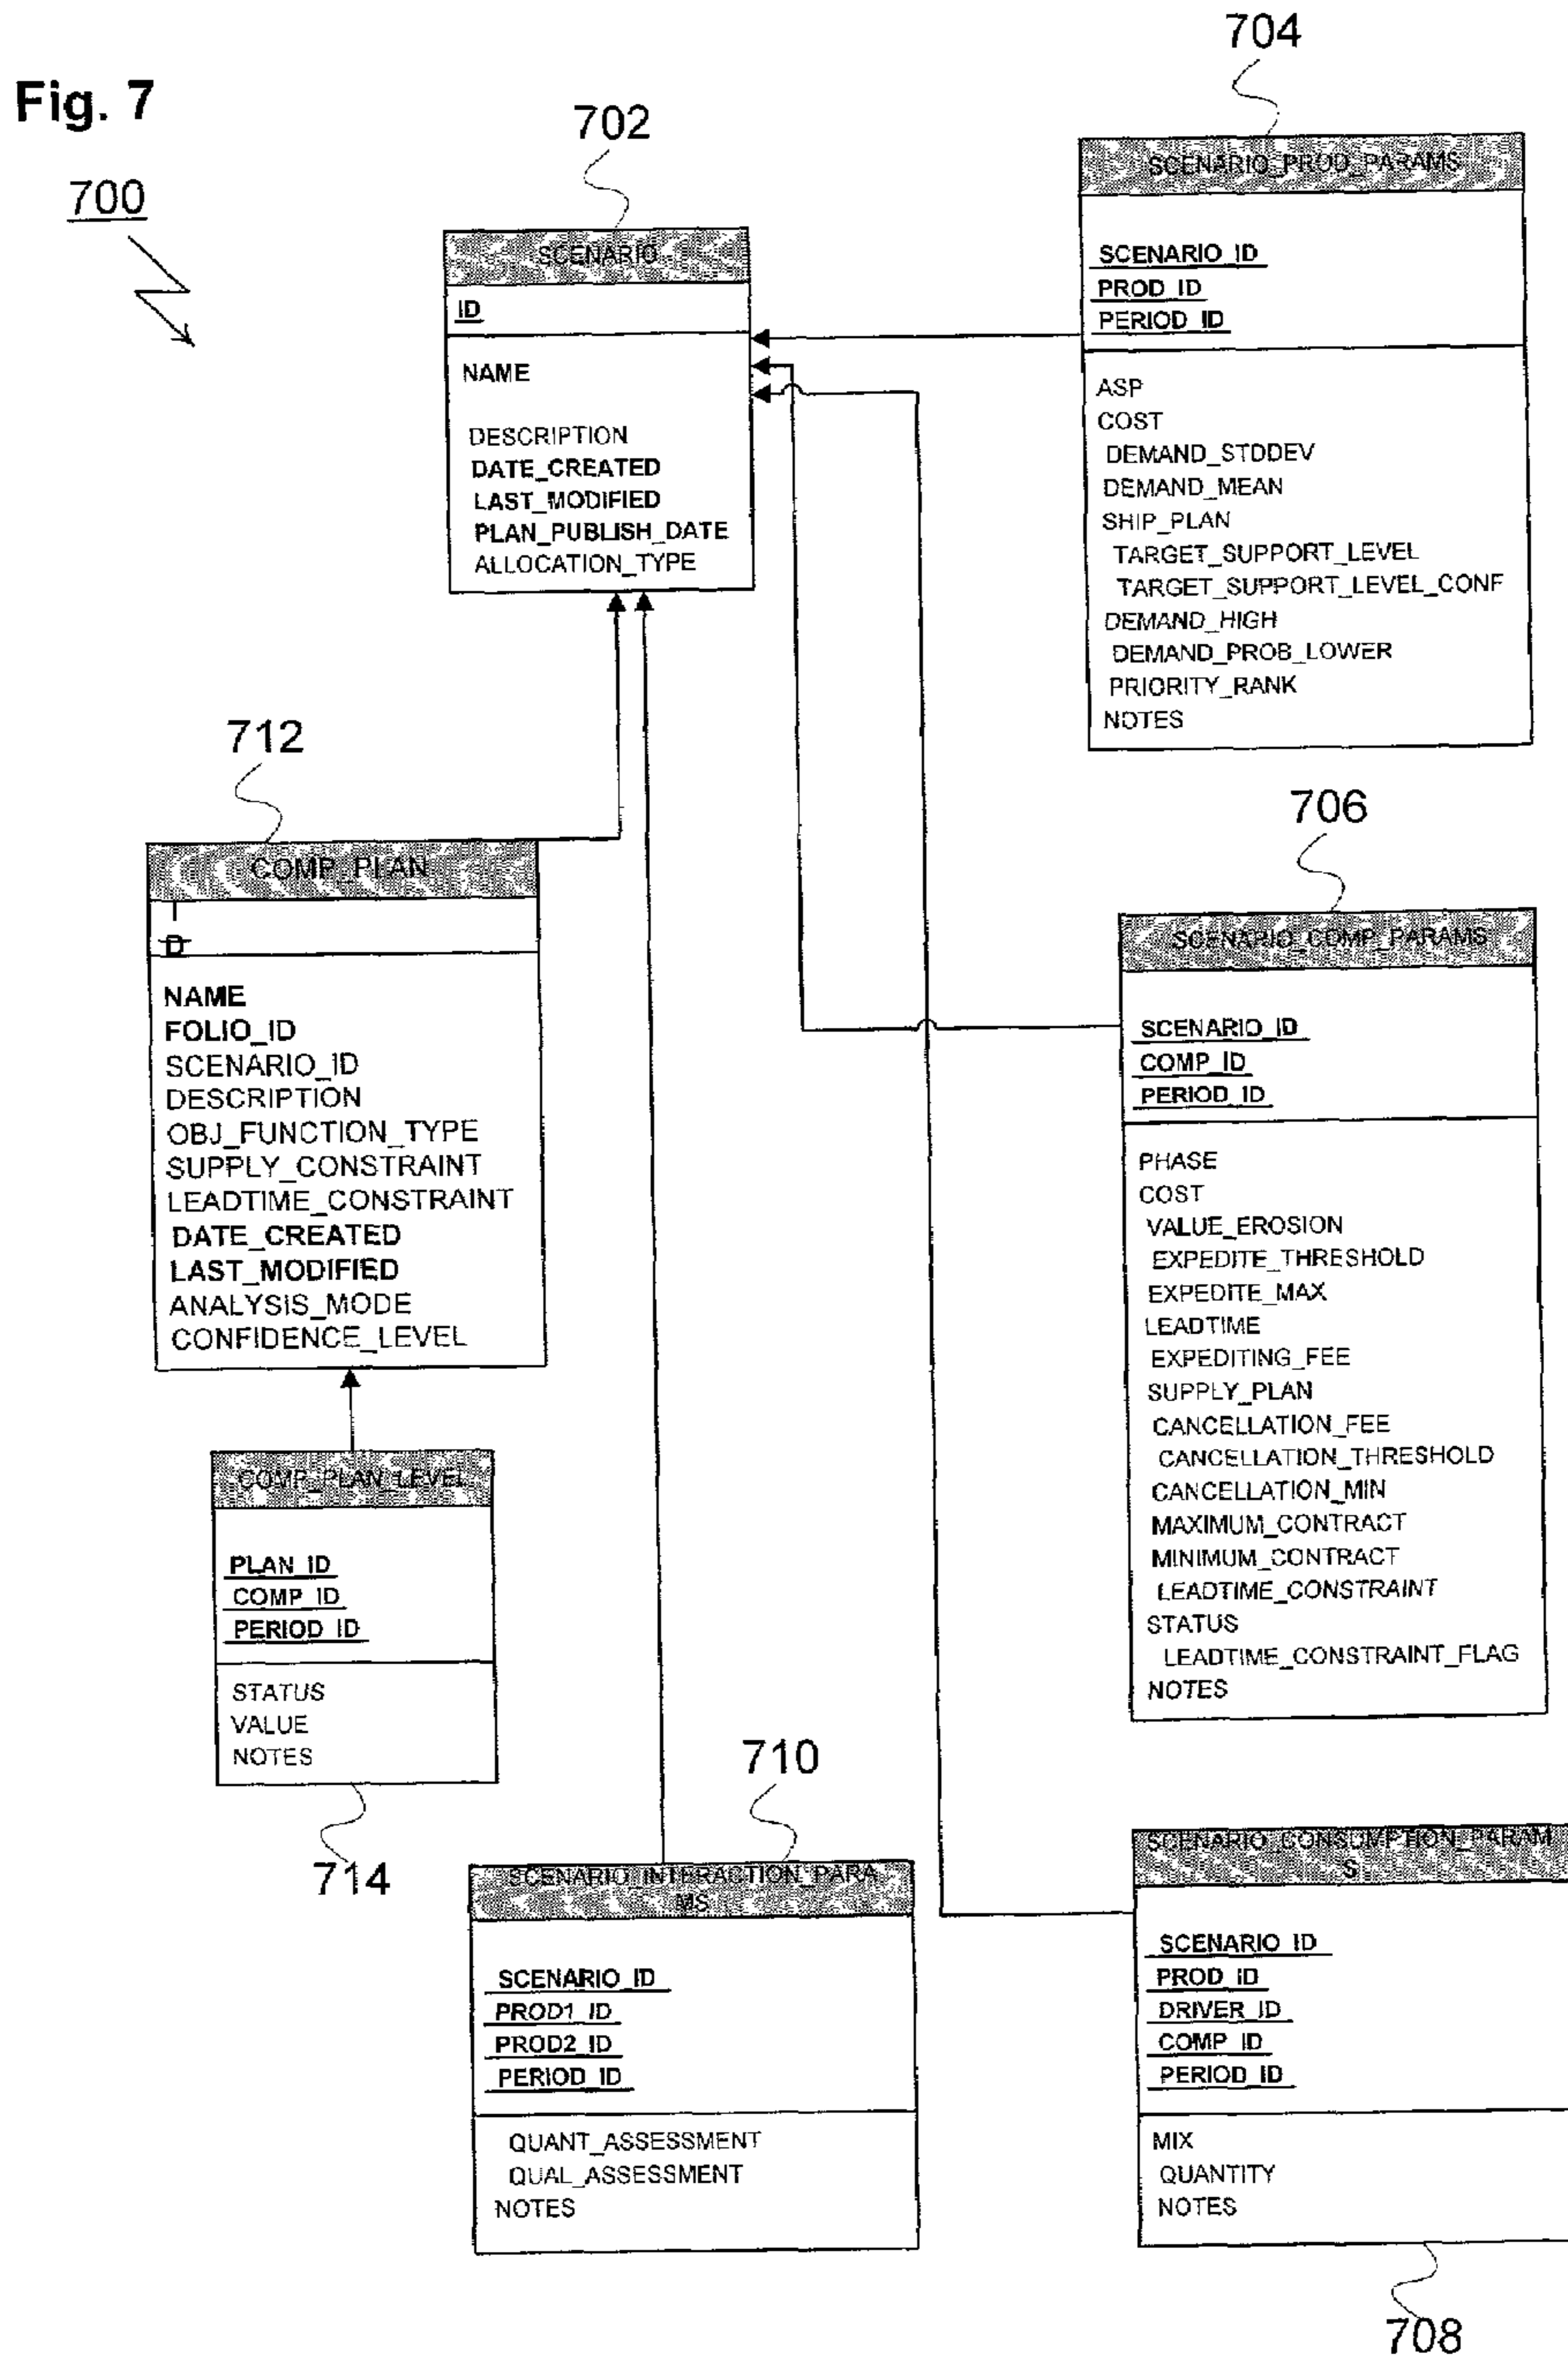 Fig. 7
700
702
SCENARIO
ID
NAME
DESCRIPTION
DATE_CREATED
LAST_MODIFIED
PLAN_PUBLISH_DATE
ALLOCATION_TYPE
704
SCENARIO_PROD_PARAMS
SCENARIO_ID
PROD_ID
PERIOD_ID
ASP
COST
DEMAND_STDDEV
DEMAND_MEAN
SHIP_PLAN
TARGET_SUPPORT_LEVEL
TARGET_SUPPORT_LEVEL_CONF
DEMAND_HIGH
DEMAND_PROB_LOWER
PRIORITY_RANK
NOTES
712
COMP_PLAN
I
D
NAME
FOLIO_ID
SCENARIO_ID
DESCRIPTION
OBJ_FUNCTION_TYPE
SUPPLY_CONSTRAINT
LEADTIME_CONSTRAINT
DATE_CREATED
LAST_MODIFIED
ANALYSIS_MODE
CONFIDENCE_LEVEL
706
SCENARIO_COMP_PARAMS
SCENARIO_ID
COMP_ID
PERIOD_ID
PHASE
COST
VALUE_EROSION
EXPEDITE_THRESHOLD
EXPEDITE_MAX
LEADTIME
EXPEDITING_FEE
SUPPLY_PLAN
CANCELLATION_FEE
CANCELLATION_THRESHOLD
CANCELLATION_MIN
MAXIMUM_CONTRACT
MINIMUM_CONTRACT
LEADTIME_CONSTRAINT
STATUS
LEADTIME_CONSTRAINT_FLAG
NOTES
COMP_PLAN_LEVEL
PLAN_ID
COMP_ID
PERIOD_ID
STATUS
VALUE
NOTES
714
710
SCENARIO_INTERACTION_PARA
MS
SCENARIO_ID
PROD1_ID
PROD2_ID
PERIOD_ID
QUANT_ASSESSMENT
QUAL_ASSESSMENT
NOTES
SCENARIO_CONSUMPTION_PARAM
S
SCENARIO_ID
PROD_ID
DRIVER_ID
COMP_ID
PERIOD_ID
MIX
QUANTITY
NOTES
708